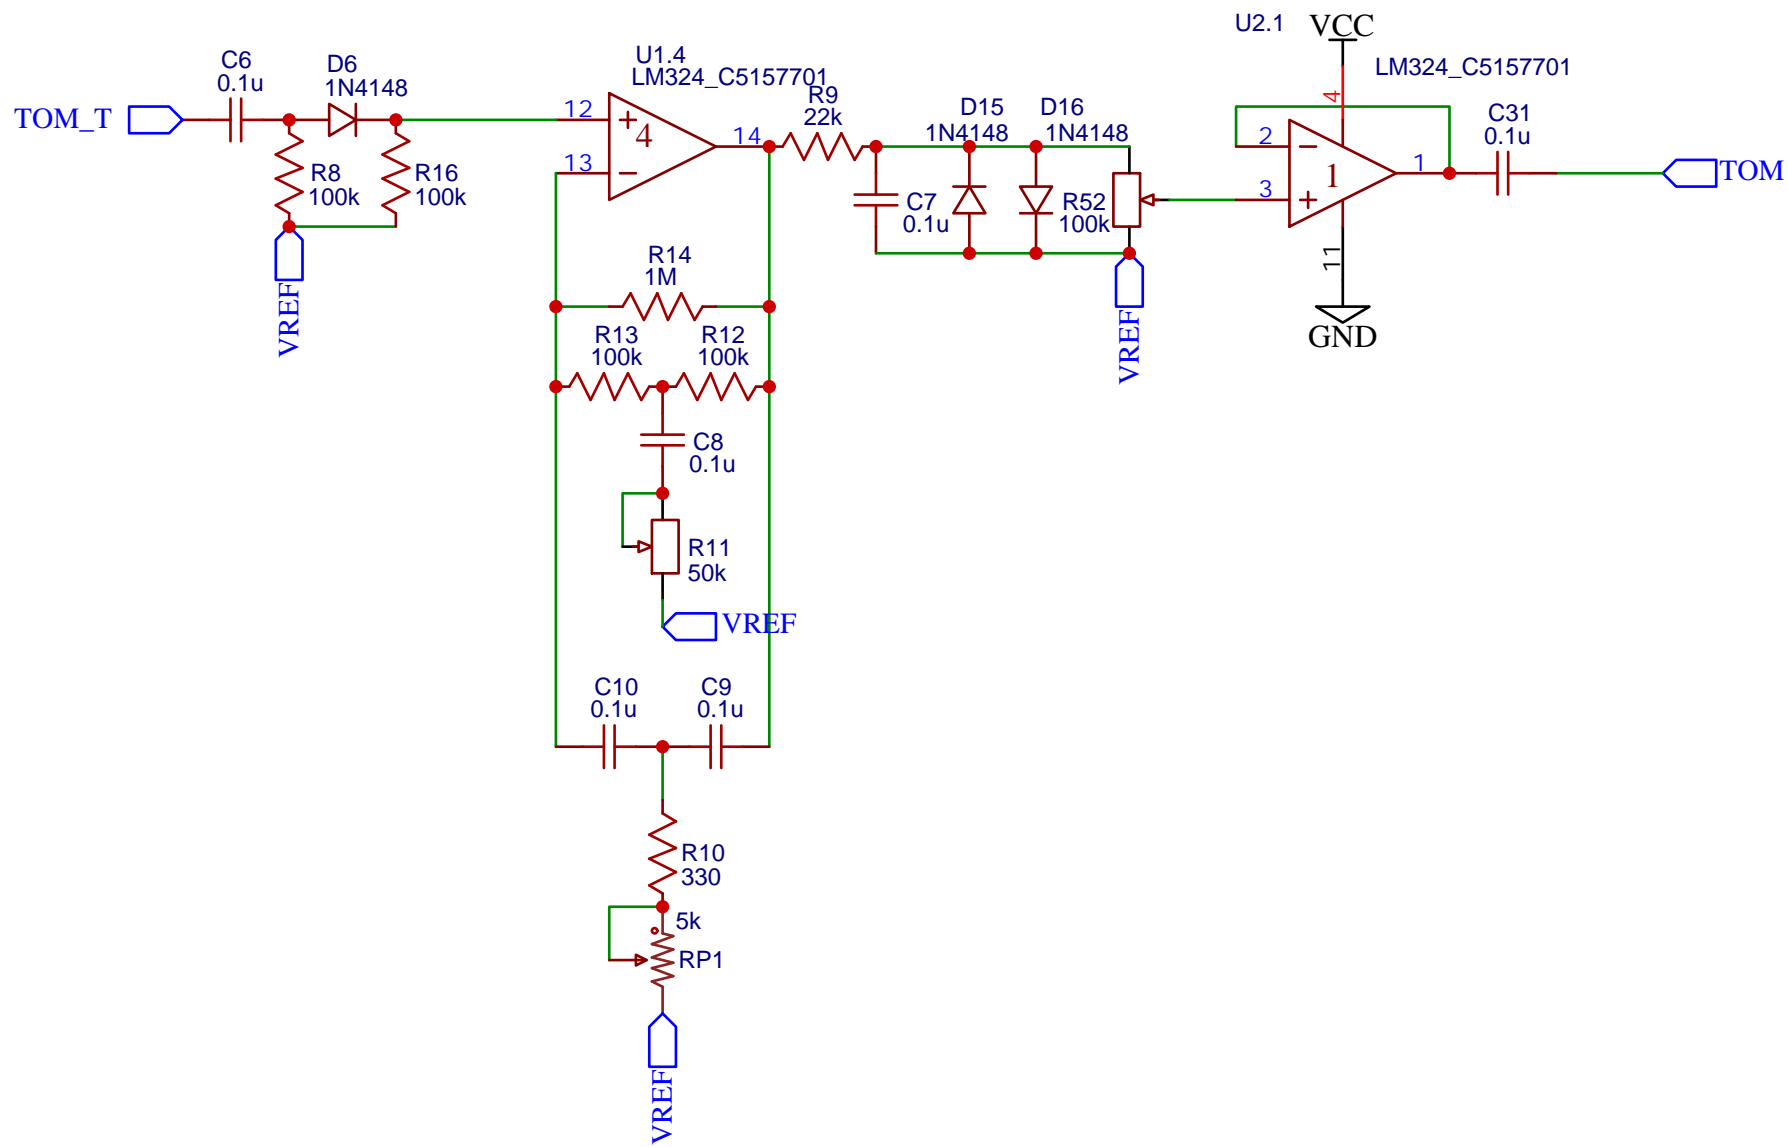 U2.1
VCC
C6
0.1u
D6
1N4148
U1.4
LM324_C5157701
LM324_C5157701
TOM_T
12
13
4
14
R9
22k
D15
1N4148
D16
1N4148
4
2
3
1
1
11
C31
0.1u
TOM
R8
100k
R16
100k
C7
0.1u
R52
100k
VREF
R14
1M
VREF
GND
R13
100k
R12
100k
C8
0.1u
R11
50k
VREF
C10
0.1u
C9
0.1u
R10
330
5k
RP1
VREF